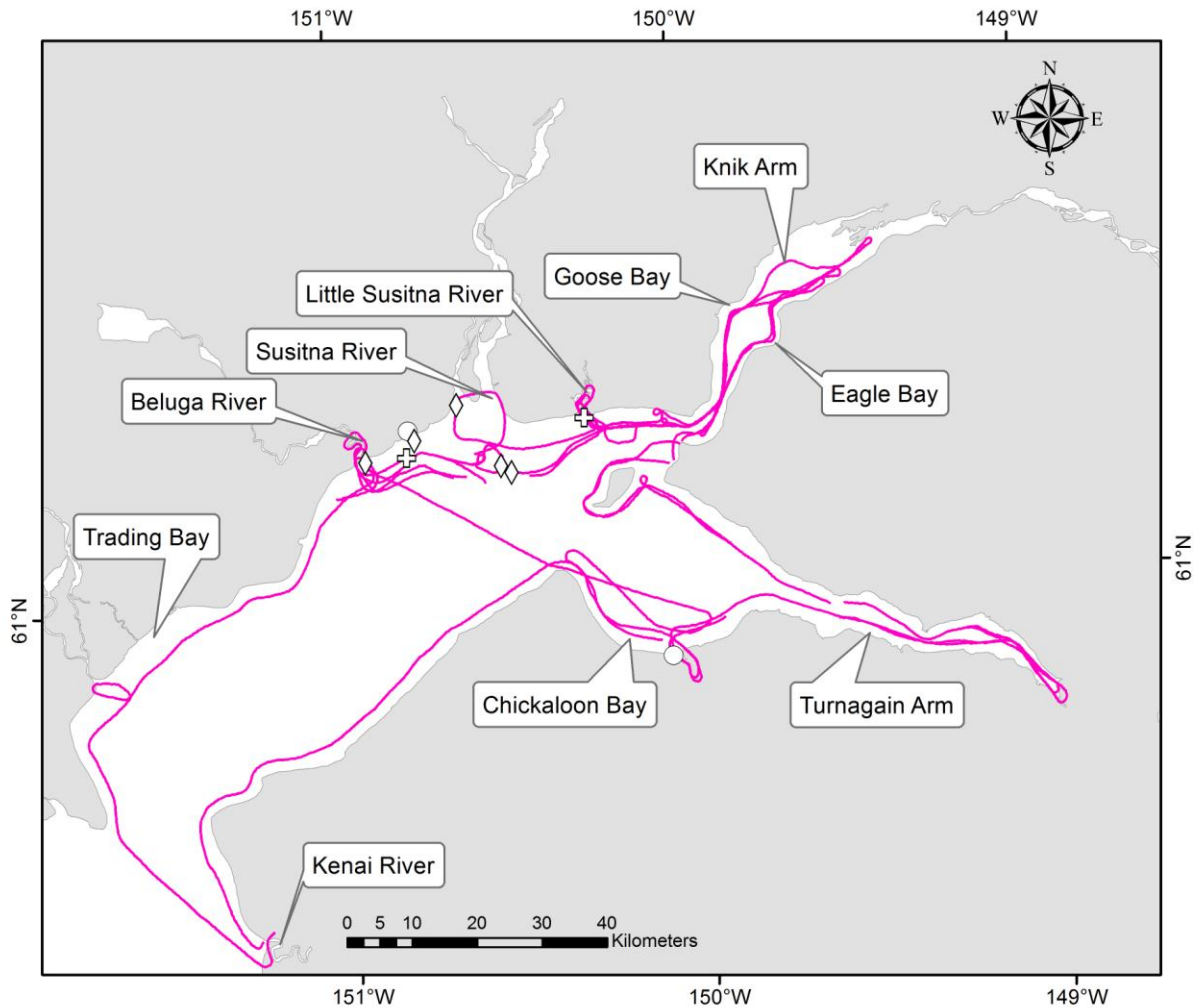 151°W
150°W
149°W
N
W
E
S
Knik Arm
Goose Bay
Little Susitna River
Susitna River
Eagle Bay
Beluga River
Trading Bay
61°N
61°N
Chickaloon Bay
Turnagain Arm
Kenai River
0 5 10 20 30 40
Kilometers
151°W
150°W
149°W